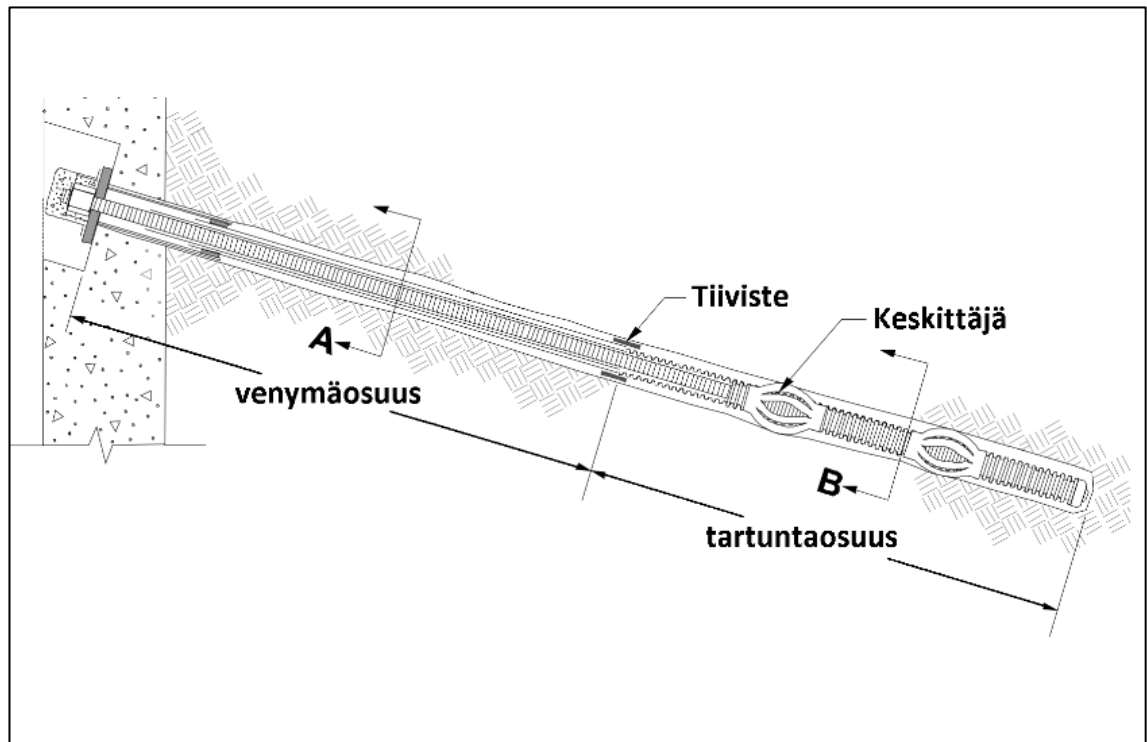 Tiiviste
Keskittäjä
A
venymäosuus
B
tartuntaosuus